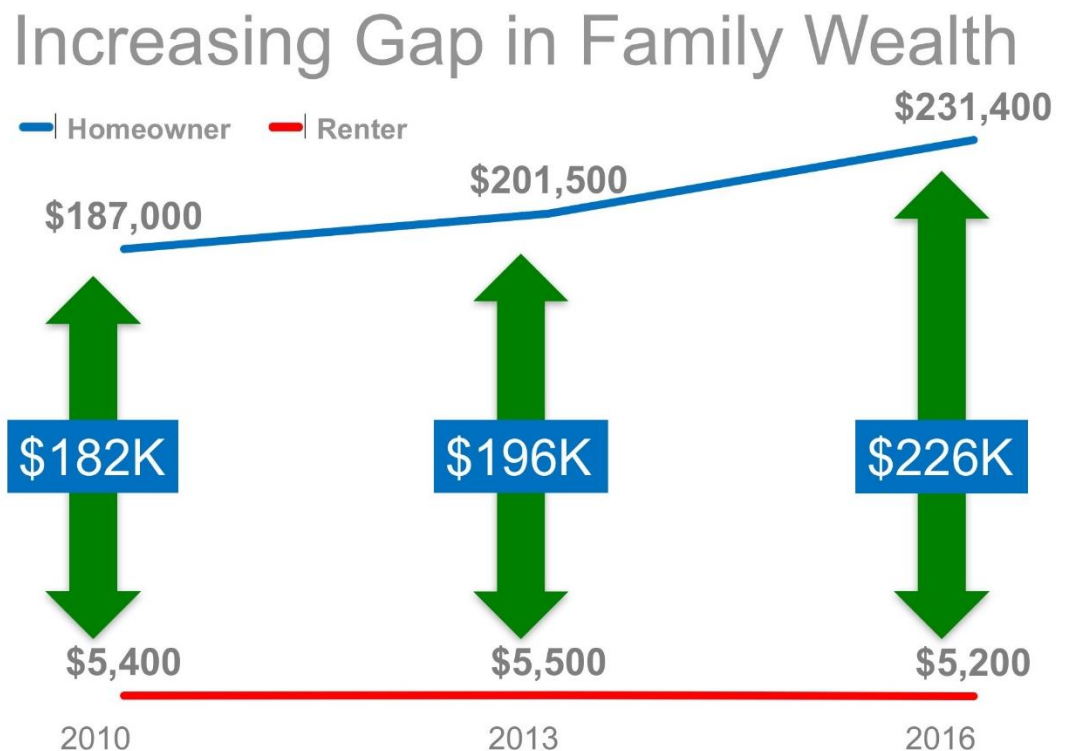 Increasing Gap in Family Wealth
Homeowner Renter
$231,400
$201,500
$187,000
$182K $196K $226K
$5,400 $5,500 $5,200
2010 2013 2016